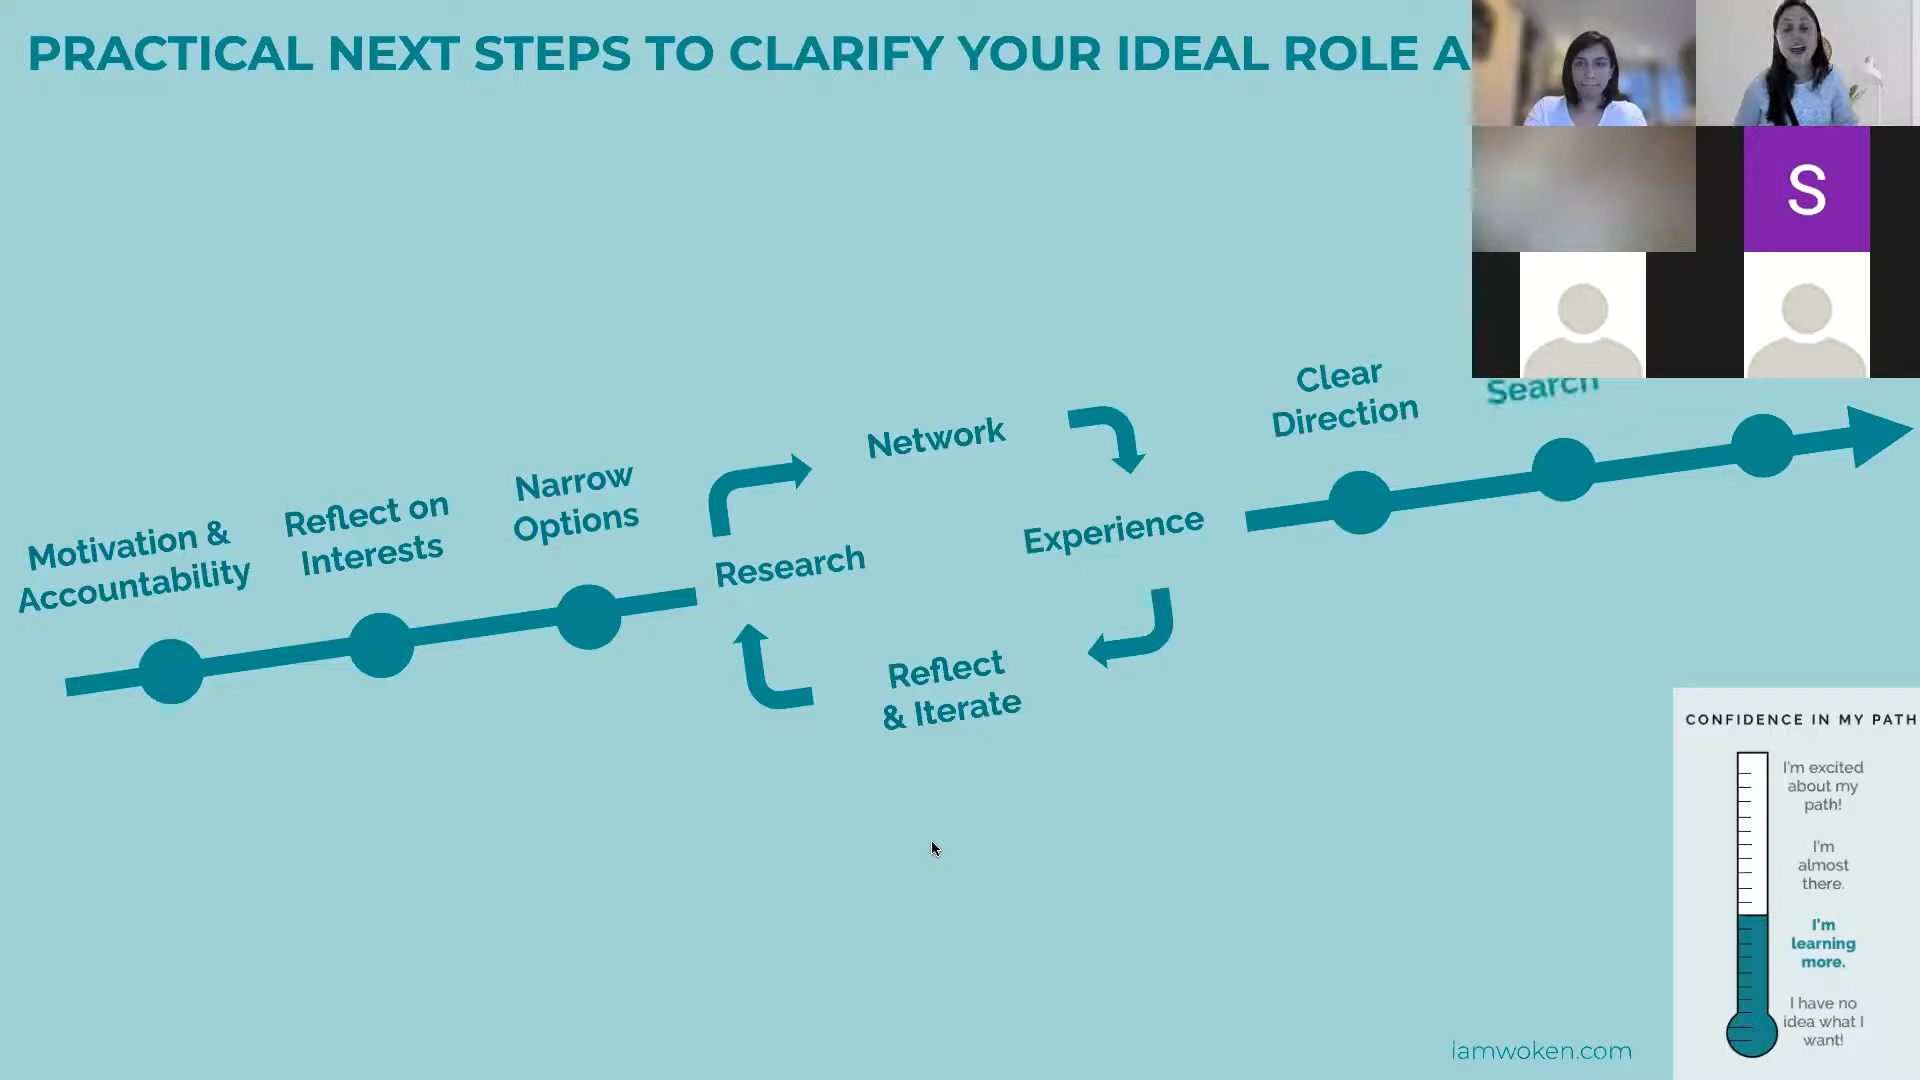 PRACTICAL NEXT STEPS TO CLARIFY YOUR IDEAL ROLE A
S
Motivation &
Accountability
Reflect on
Interests
Narrow
Options
Research
Network
Experience
Reflect
& Iterate
Clear
Direction
Search
CONFIDENCE IN MY PATH
I'm excited
about my
path!
I'm
almost
there.
I'm
learning
more.
I have no
idea what I
want!
iamwoken.com